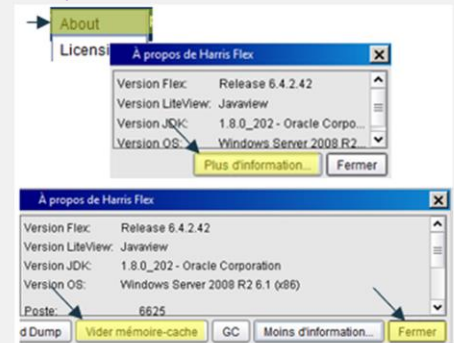 About
Licensi
À propos de Harris Flex
Version Flex: Release 6.4.2.42
Version LiteView: Javaview
Version JDK: 1.8.0_202 - Oracle Corpo...
Version OS: Windows Server 2008 R2...
Plus d'information... Fermer
À propos de Harris Flex
Version Flex: Release 6.4.2.42
Version LiteView: Javaview
Version JDK: 1.8.0_202 - Oracle Corporation
Version OS: Windows Server 2008 R2 6.1 (x86)
Poste: 6625
d Dump Vider mémoire-cache GC Moins d'information... Fermer